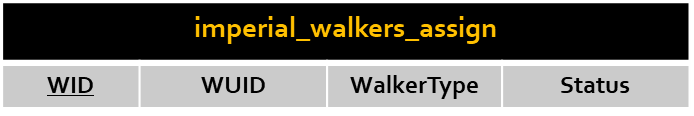 imperial_walkers_assign
WID WUID WalkerType Status